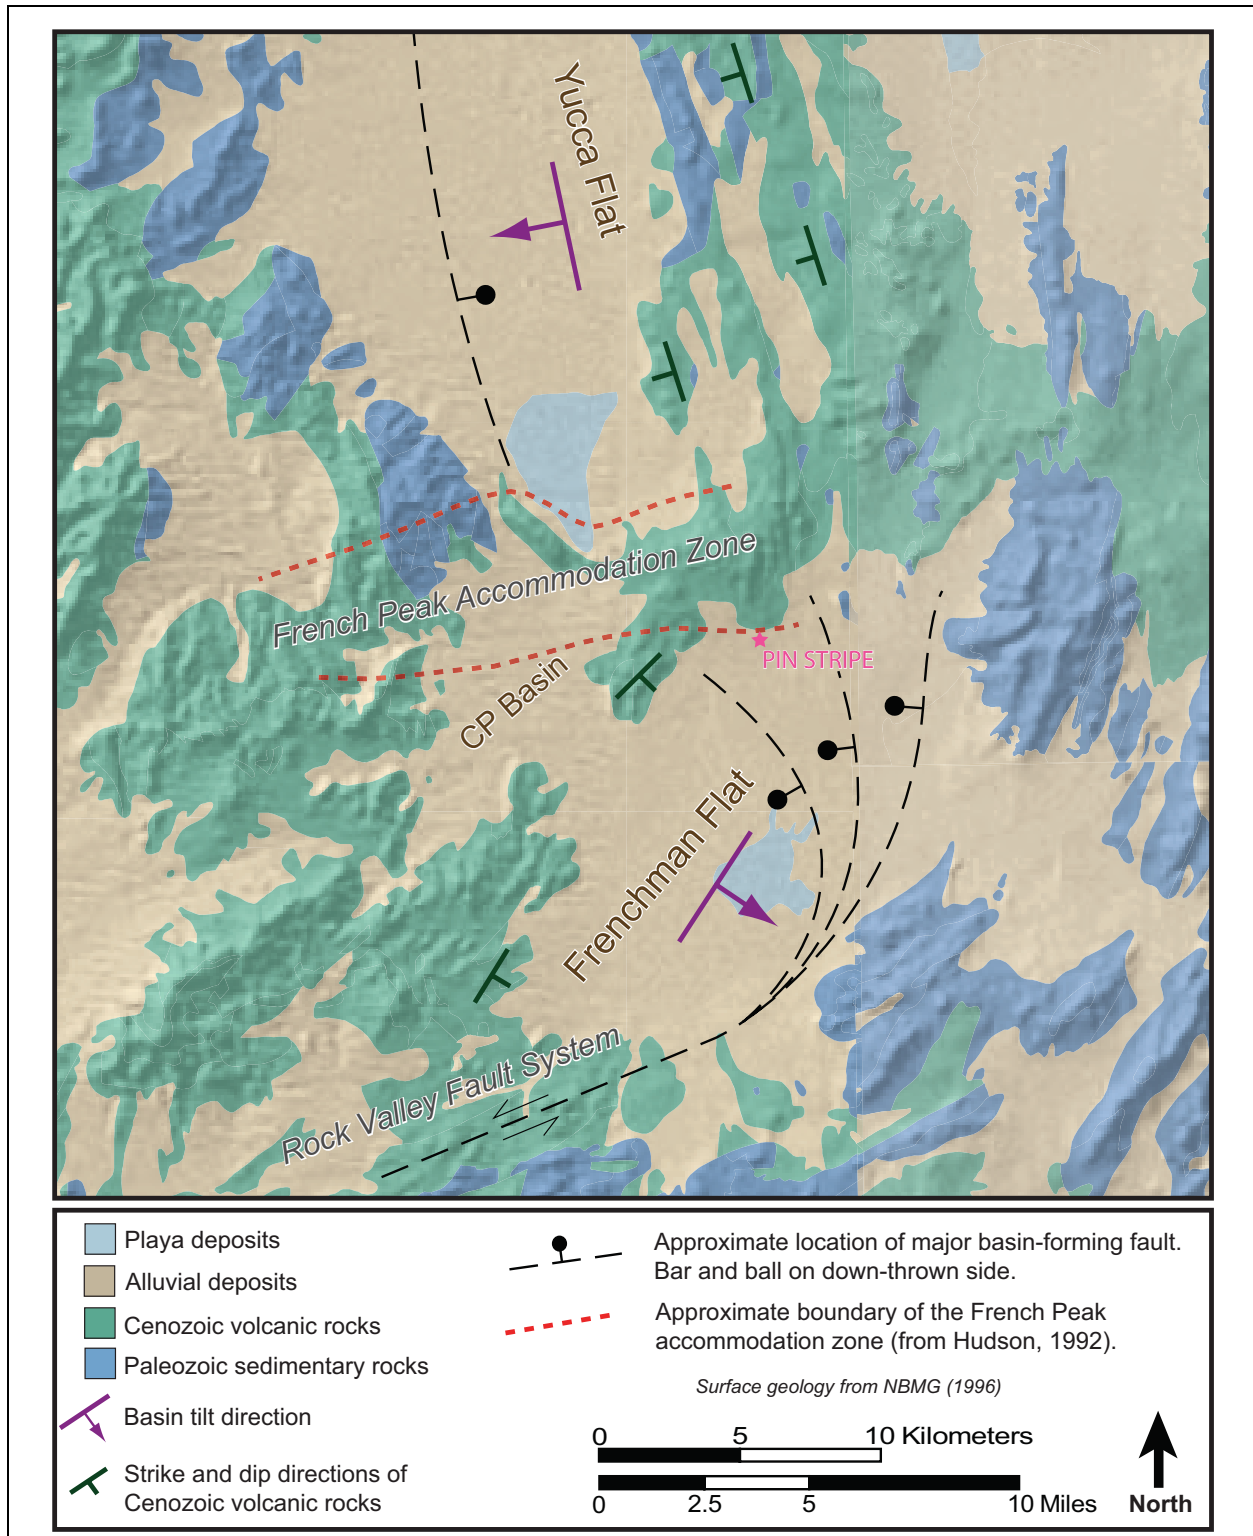 Yucca Flat
French Peak Accommodation Zone
PIN STRIPE
CP Basin
Frenchman Flat
Rock Valley Fault System
Playa deposits
Alluvial deposits
Cenozoic volcanic rocks
Paleozoic sedimentary rocks
Basin tilt direction
Strike and dip directions of
Cenozoic volcanic rocks
Approximate location of major basin-forming fault.
Bar and ball on down-thrown side.
Approximate boundary of the French Peak
accommodation zone (from Hudson, 1992).
Surface geology from NBMG (1996)
0 5 10 Kilometers
0 2.5 5 10 Miles
North